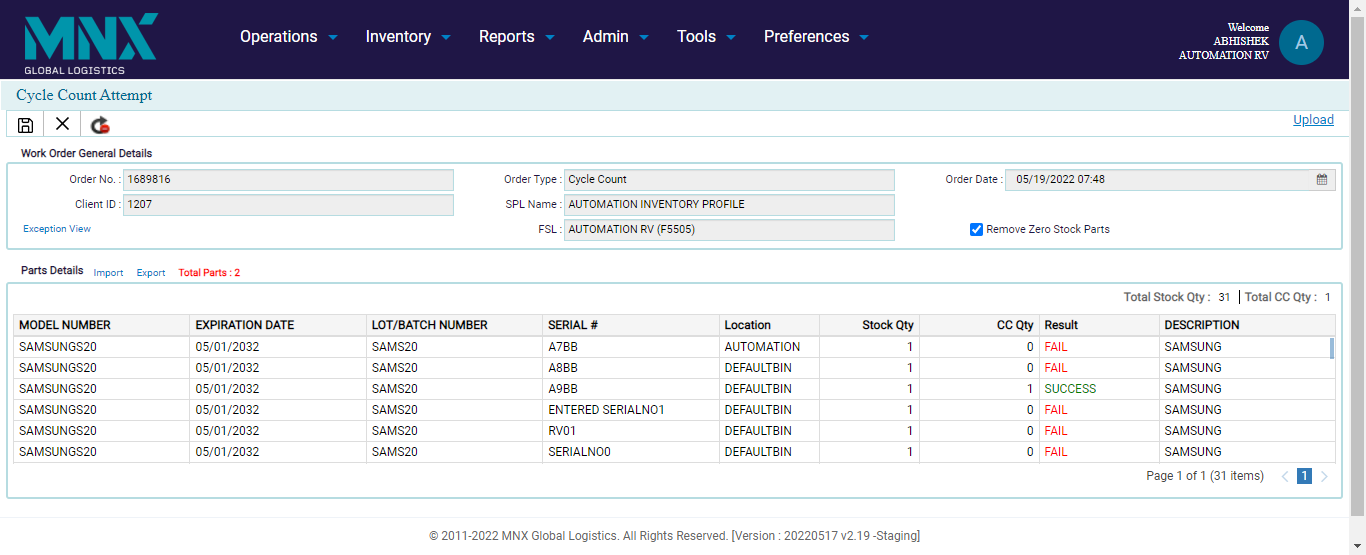 MNX
GLOBAL LOGISTICS
Operations Inventory Reports Admin Tools Preferences
Welcome
ABHISHEK
AUTOMATION RV
A
Cycle Count Attempt
Upload
Work Order General Details
Order No. : 1689816 Order Type : Cycle Count Order Date : 05/19/2022 07:48
Client ID : 1207 SPL Name : AUTOMATION INVENTORY PROFILE
Exception View FSL : AUTOMATION RV (F5505) Remove Zero Stock Parts
Parts Details Import Export Total Parts : 2
Total Stock Qty : 31 Total CC Qty : 1
MODEL NUMBER EXPIRATION DATE LOT/BATCH NUMBER SERIAL # Location Stock Qty CC Qty Result DESCRIPTION
SAMSUNGS20 05/01/2032 SAMS20 A7BB AUTOMATION 1 0 FAIL SAMSUNG
SAMSUNGS20 05/01/2032 SAMS20 A8BB DEFAULTBIN 1 0 FAIL SAMSUNG
SAMSUNGS20 05/01/2032 SAMS20 A9BB DEFAULTBIN 1 1 SUCCESS SAMSUNG
SAMSUNGS20 05/01/2032 SAMS20 ENTERED SERIALNO1 DEFAULTBIN 1 0 FAIL SAMSUNG
SAMSUNGS20 05/01/2032 SAMS20 RV01 DEFAULTBIN 1 0 FAIL SAMSUNG
SAMSUNGS20 05/01/2032 SAMS20 SERIALNO0 DEFAULTBIN 1 0 FAIL SAMSUNG
Page 1 of 1 (31 items) 1
© 2011-2022 MNX Global Logistics. All Rights Reserved. [Version : 20220517 v2.19 -Staging]